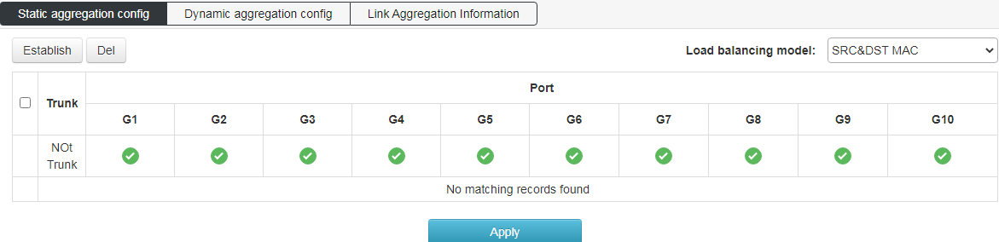 Static aggregation config Dynamic aggregation config Link Aggregation Information
Establish Del Load balancing model: SRC&DST MAC
Trunk Port
G1 G2 G3 G4 G5 G6 G7 G8 G9 G10
NOt
Trunk
No matching records found
Apply